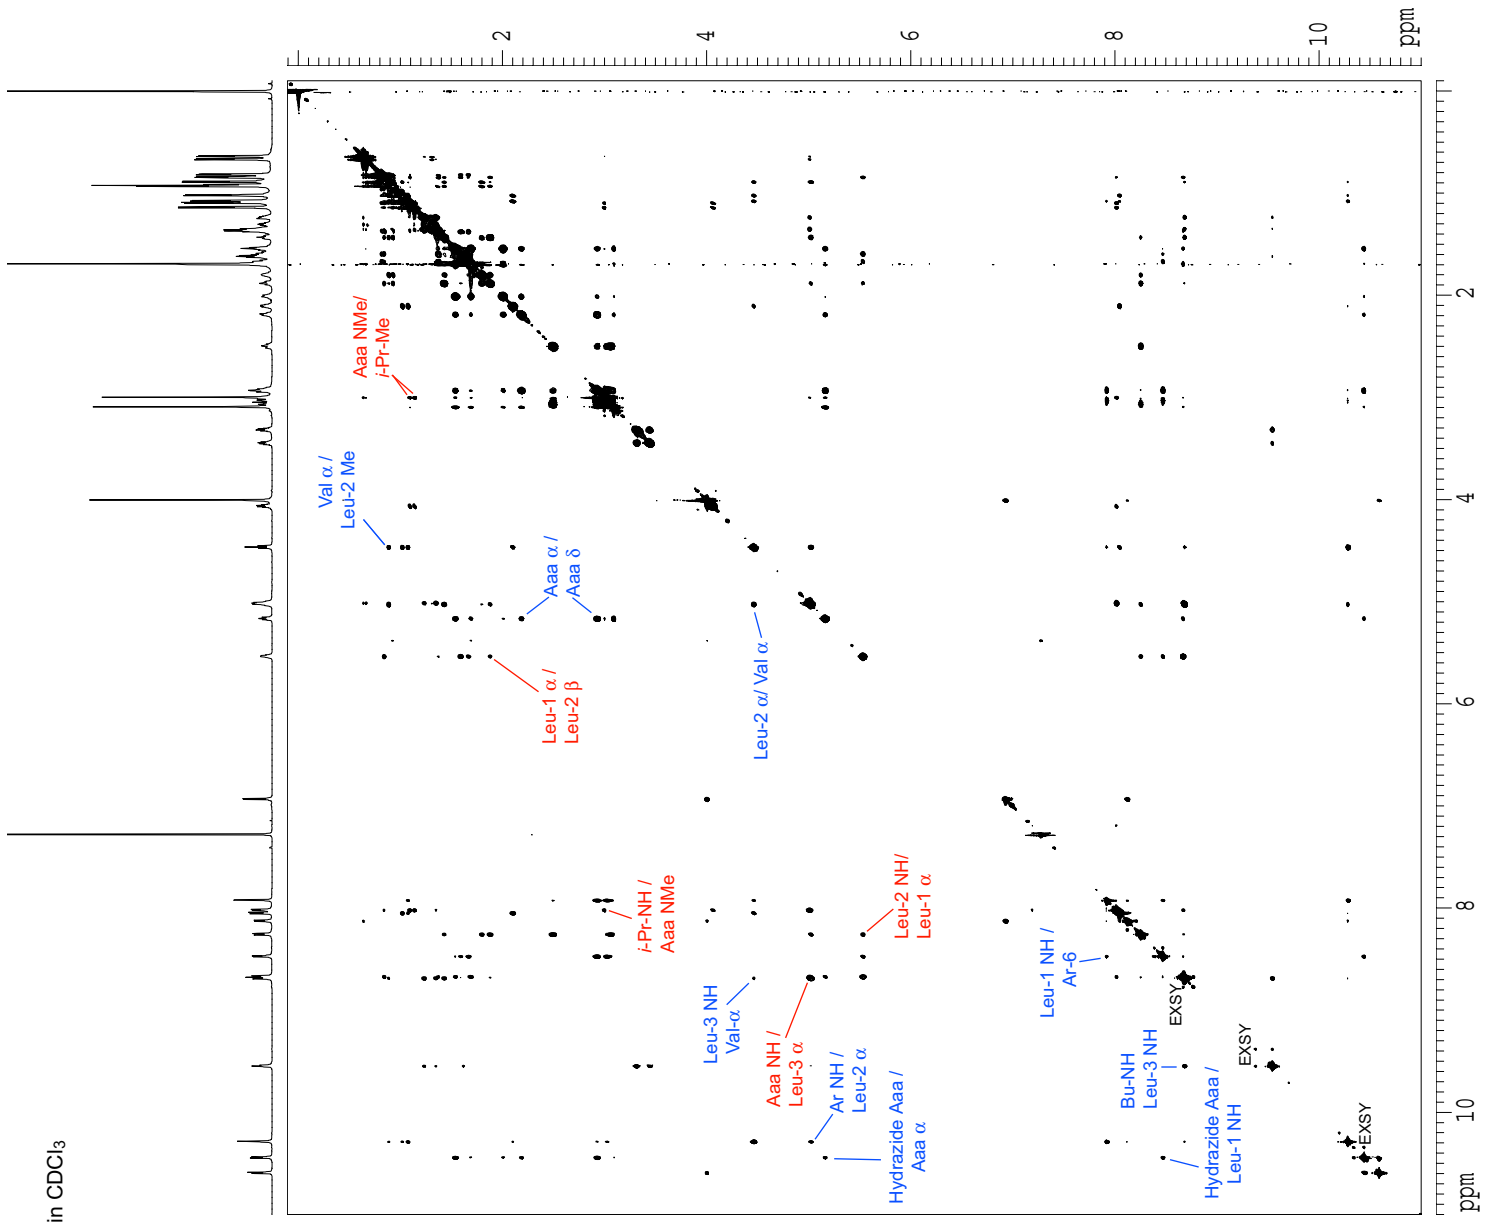 in CDCl3
2
4
6
8
10
ppm
2
4
6
8
10
ppm
Aaa NMe/
i-Pr-Me
Val α /
Leu-2 Me
Aaa α /
Aaa δ
Leu-1 α /
Leu-2 β
Leu-2 α/ Val α
i-Pr-NH /
Aaa NMe
Leu-2 NH/
Leu-1 α
Leu-3 NH
Val-α
Leu-1 NH /
Ar-6
EXSY
Aaa NH /
Leu-3 α
Ar NH /
Leu-2 α
Bu-NH
Leu-3 NH
EXSY
Hydrazide Aaa /
Aaa α
Hydrazide Aaa /
Leu-1 NH
EXSY